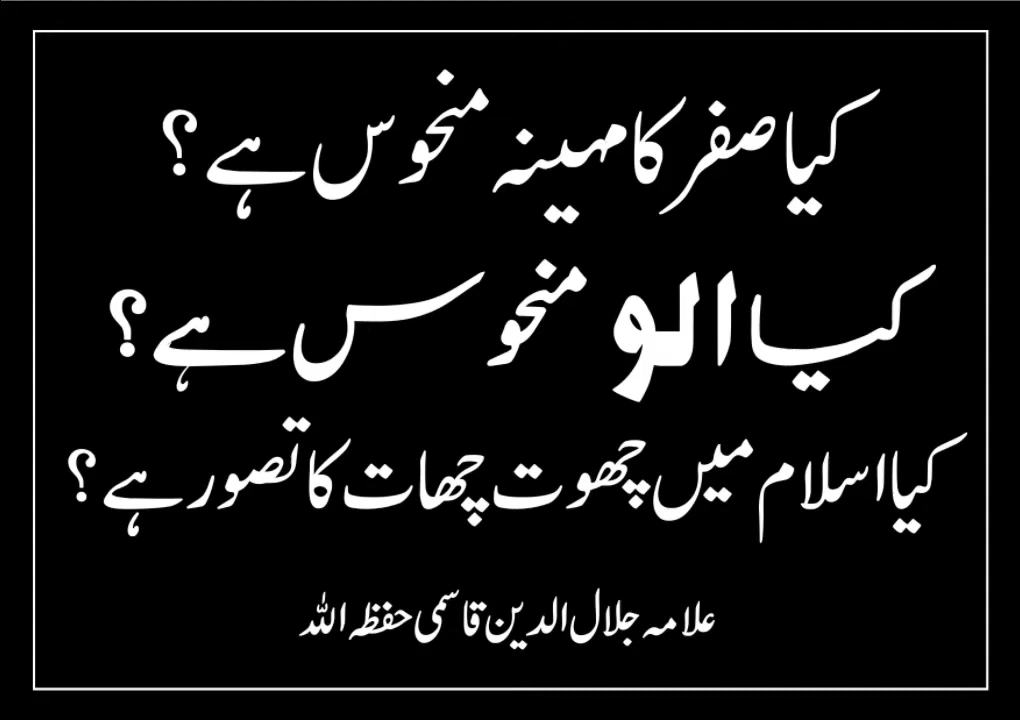 کیا صفر کا مہینہ منحوس ہے؟
کیا الو منحوس ہے؟
کیا اسلام میں چھوت چھات کا تصور ہے؟
علامہ جلال الدین قاسمی حفظہ اللہ